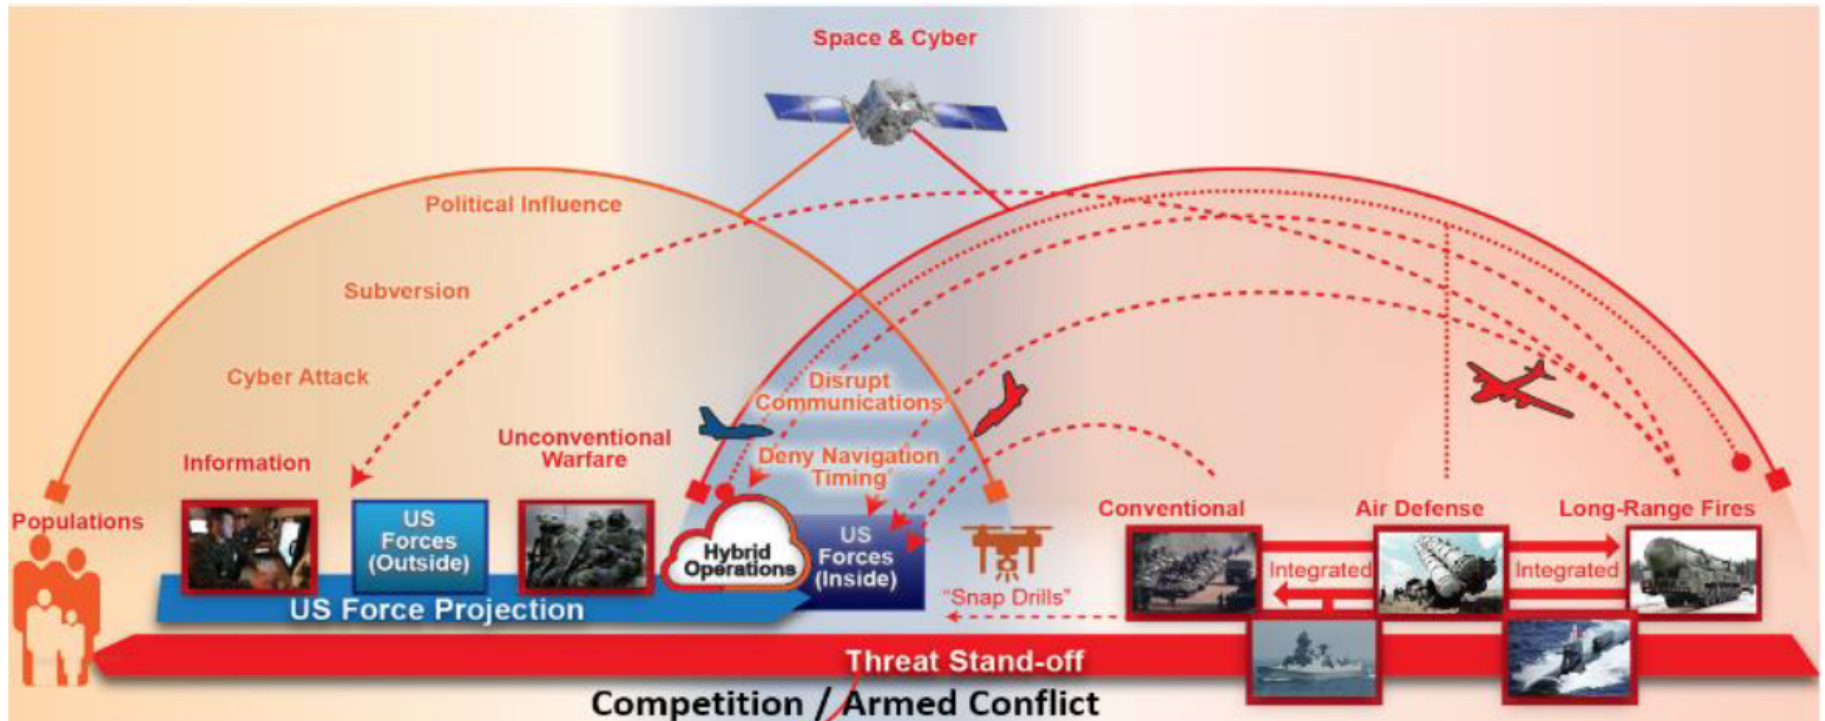 Space & Cyber
Political Influence
Subversion
Cyber Attack
Disrupt
Communications
Unconventional
Warfare
Information
Deny Navigation
Timing
Populations
US
Forces
(Outside)
Hybrid
Operations
US
Forces
(Inside)
Conventional
Air Defense
Long-Range Fires
Integrated
Integrated
"Snap Drills"
US Force Projection
Threat Stand-off
Competition / Armed Conflict